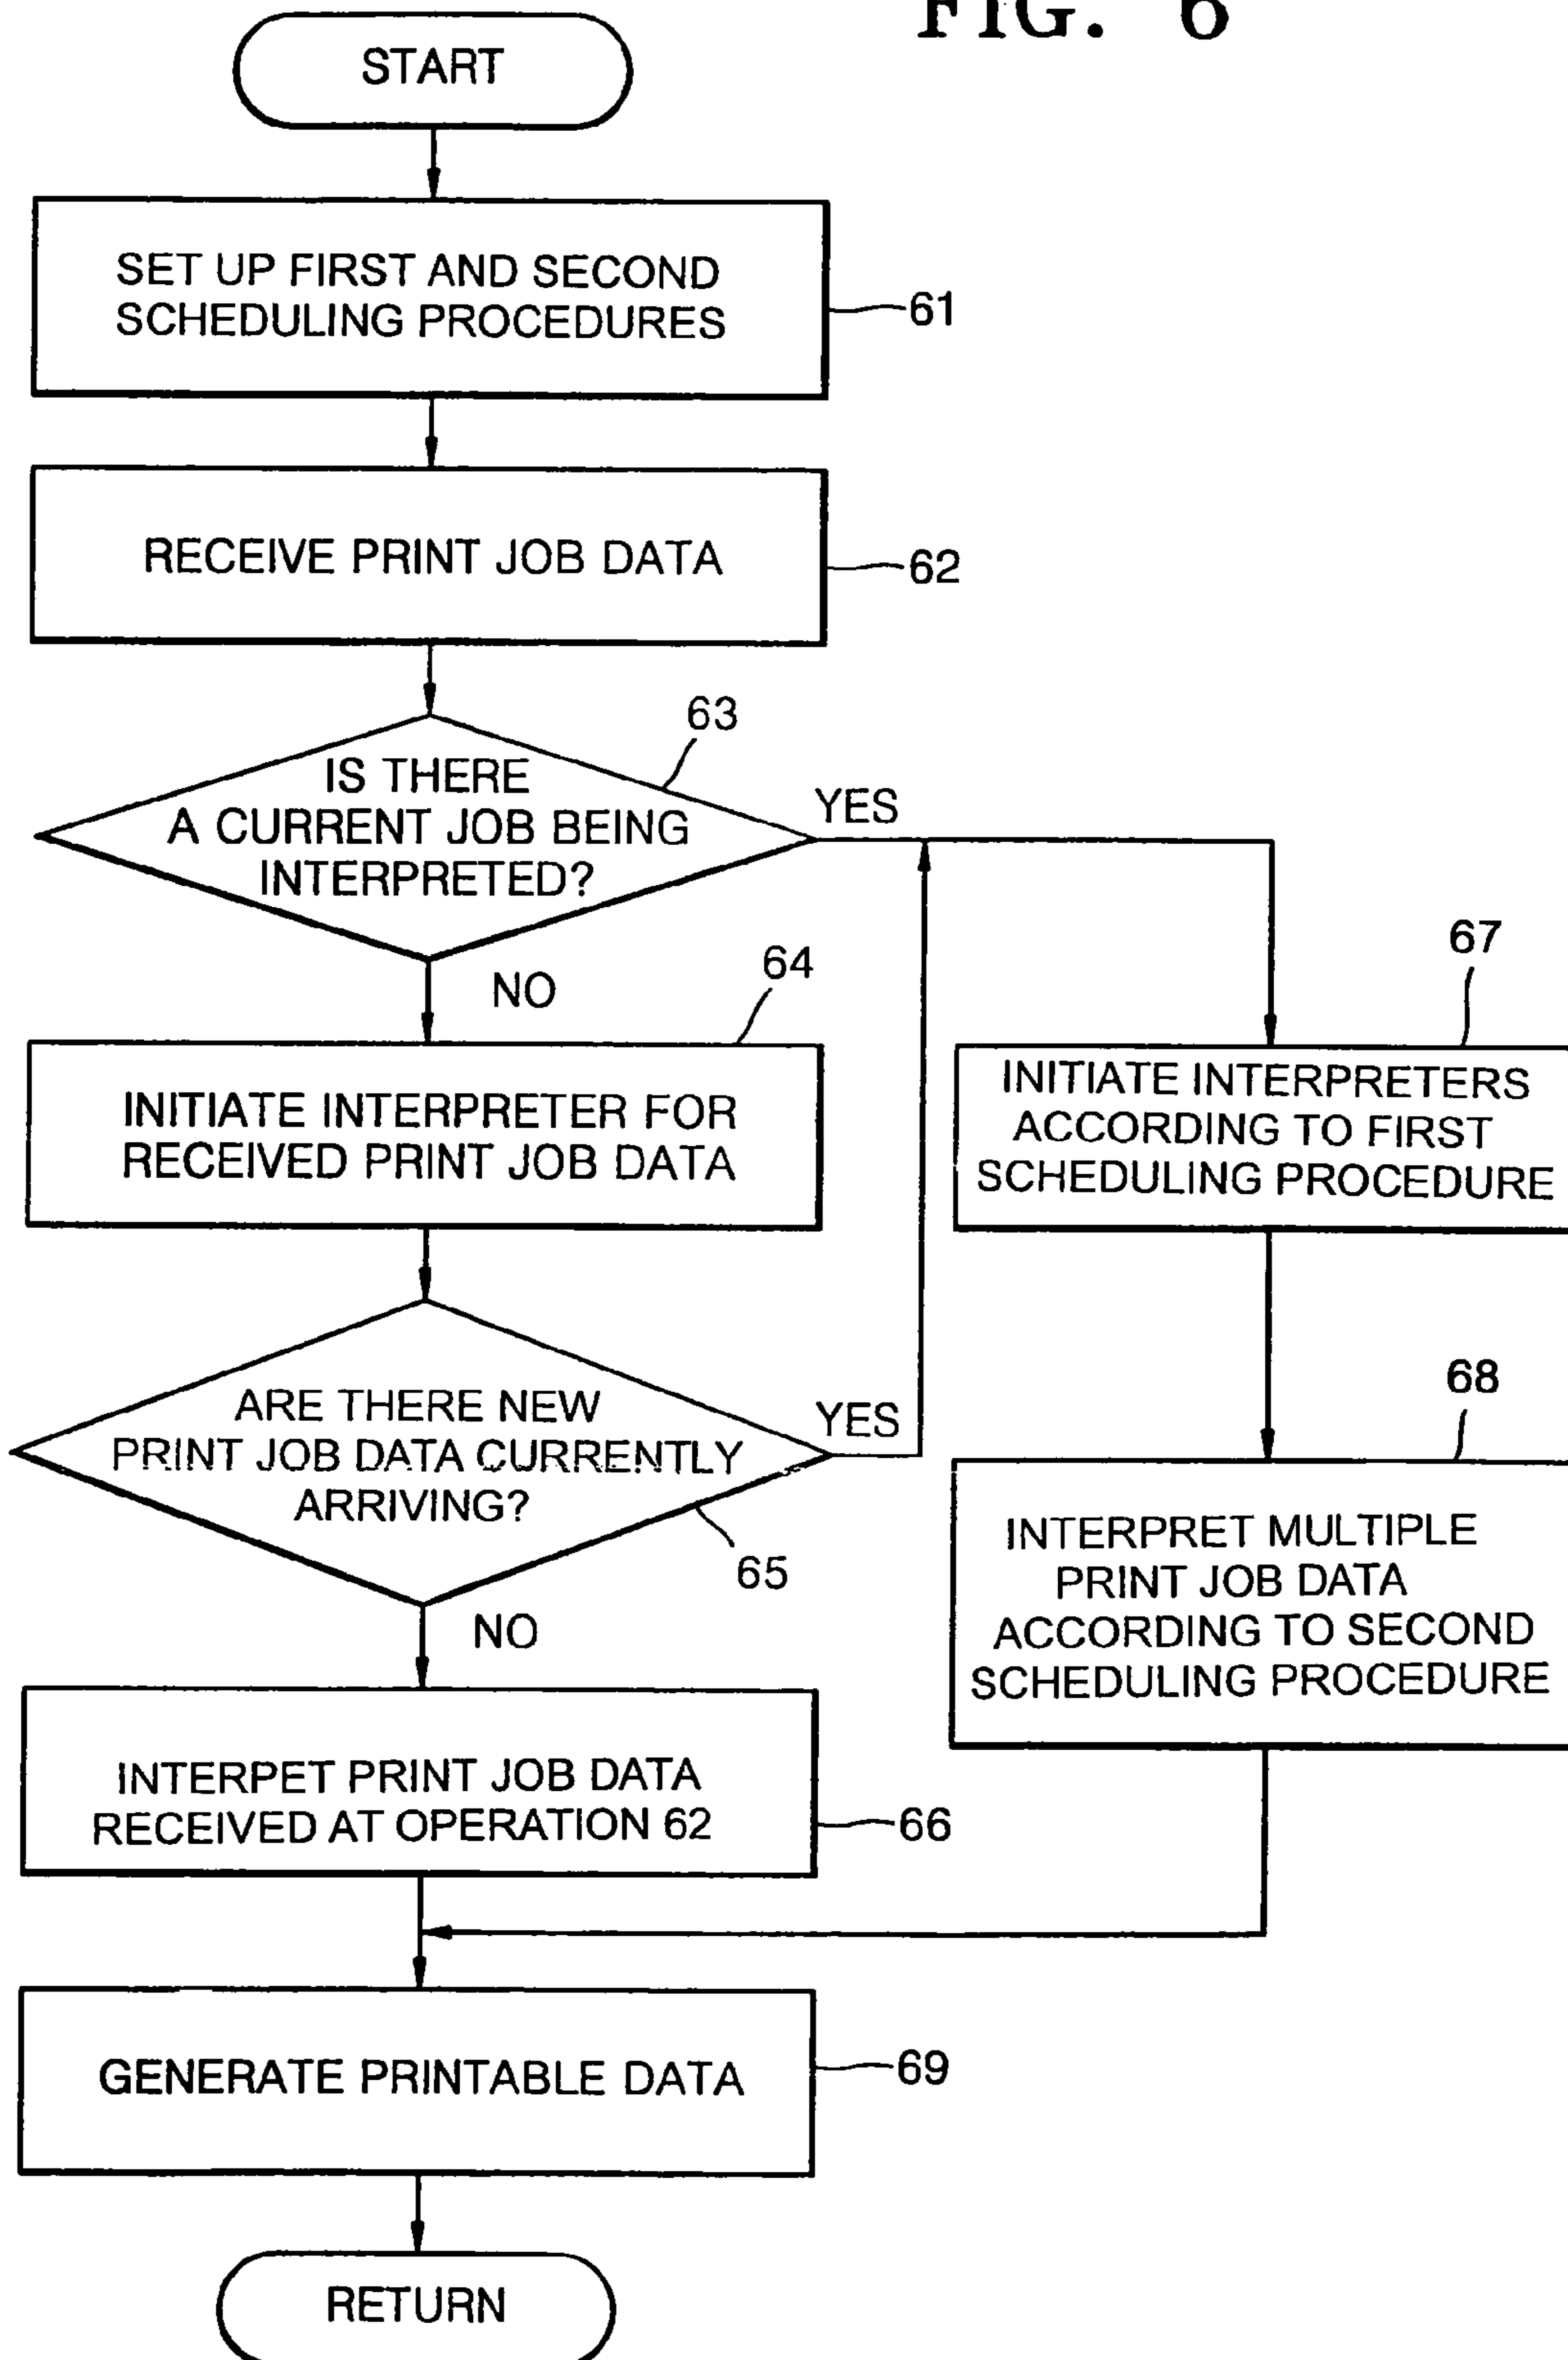 FIG. 6
START
SET UP FIRST AND SECOND
SCHEDULING PROCEDURES
61
RECEIVE PRINT JOB DATA
62
63
IS THERE
A CURRENT JOB BEING
INTERPRETED?
YES
NO
64
INITIATE INTERPRETER FOR
RECEIVED PRINT JOB DATA
67
INITIATE INTERPRETERS
ACCORDING TO FIRST
SCHEDULING PROCEDURE
ARE THERE NEW
PRINT JOB DATA CURRENTLY
ARRIVING?
YES
65
NO
68
INTERPRET MULTIPLE
PRINT JOB DATA
ACCORDING TO SECOND
SCHEDULING PROCEDURE
INTERPET PRINT JOB DATA
RECEIVED AT OPERATION 62
66
GENERATE PRINTABLE DATA
69
RETURN